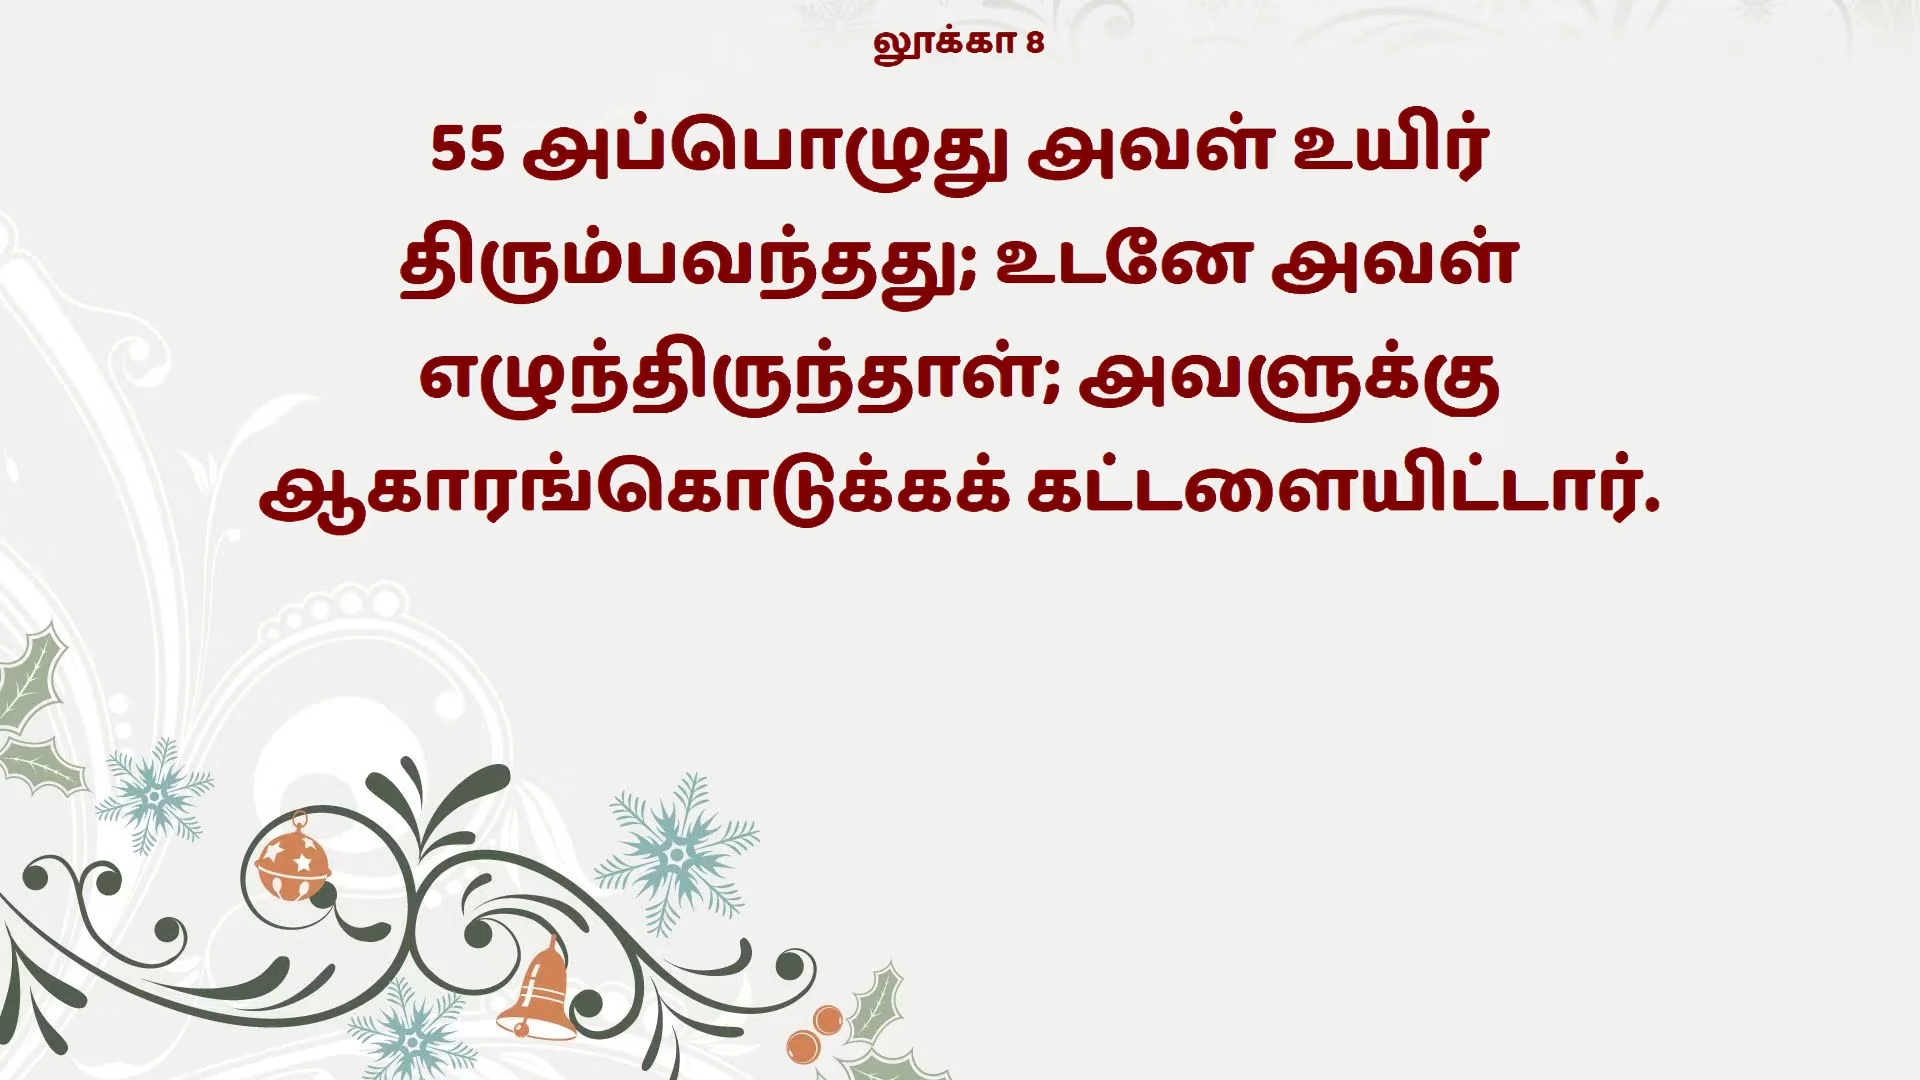 லூக்கா 8
55 அப்பொழுது அவள் உயிர்
திரும்பவந்தது; உடனே அவள்
எழுந்திருந்தாள்; அவளுக்கு
ஆகாரங்கொடுக்கக் கட்டளையிட்டார்.